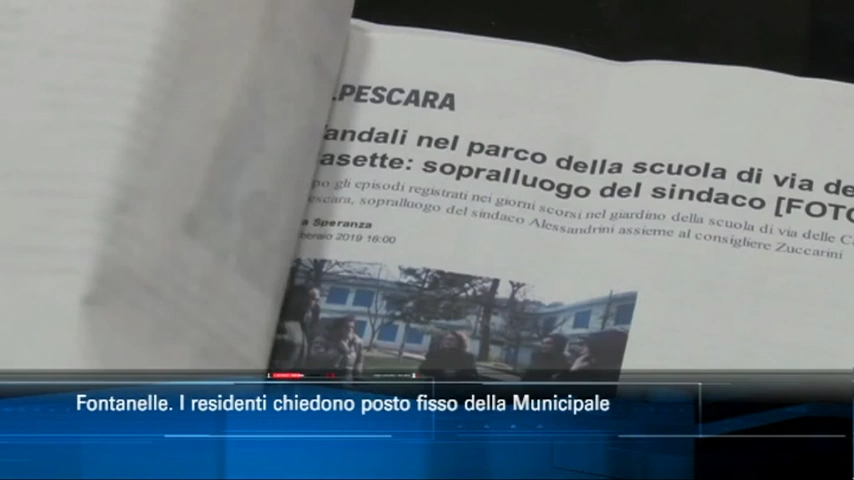 .PESCARA
andali nel parco della scuola di via de
asette: sopralluogo del sindaco [FOTO
po gli episodi registrati nei giorni scorsi nel giardino della scuola di via delle Ca
escara, sopralluogo del sindaco Alessandrini assieme al consigliere Zuccarini
a Speranza
bbraio 2019 16:00
Fontanelle. I residenti chiedono posto fisso della Municipale